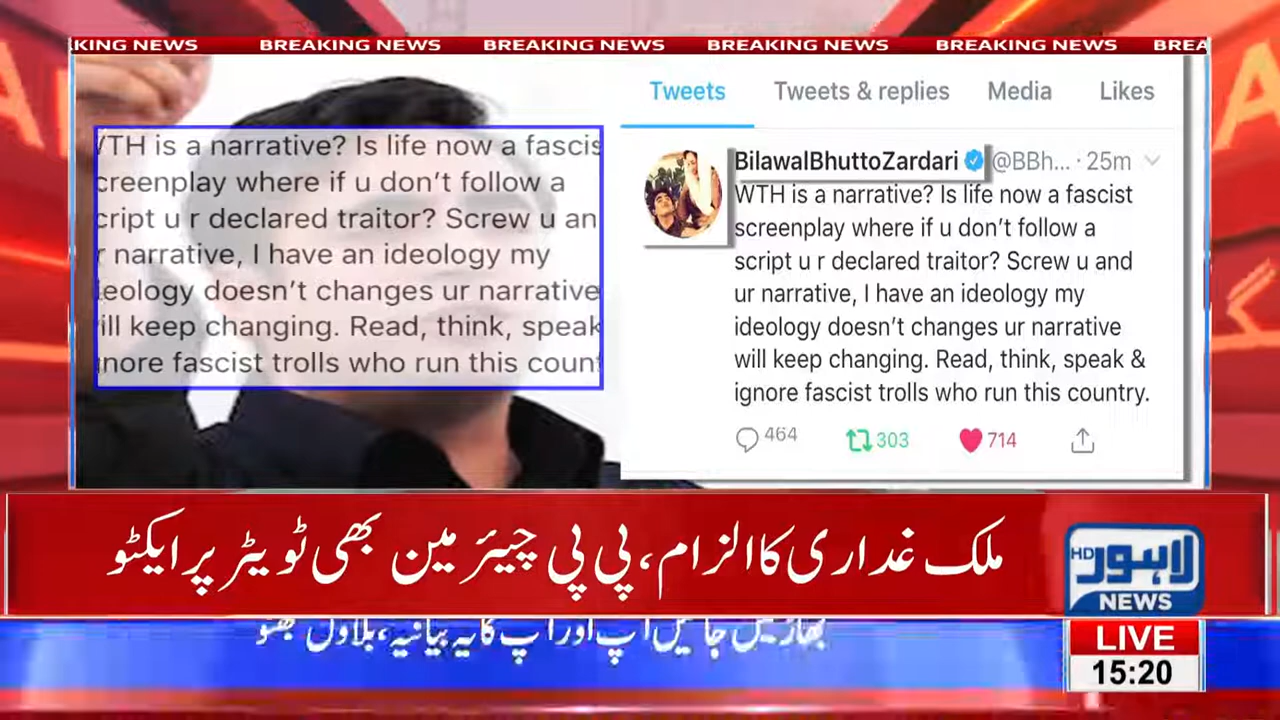 KING NEWS BREAKING NEWS BREAKING NEWS BREAKING NEWS BREAKING NEWS BREA
WTH is a narrative? Is life now a fascis
creenplay where if u don't follow a
cript u r declared traitor? Screw u an
r narrative, I have an ideology my
eology doesn't changes ur narrative
ill keep changing. Read, think, speak
nore fascist trolls who run this coun
Tweets Tweets & replies Media Likes
BilawalBhuttoZardari @BBh... · 25m
WTH is a narrative? Is life now a fascist
screenplay where if u don't follow a
script u r declared traitor? Screw u and
ur narrative, I have an ideology my
ideology doesn't changes ur narrative
will keep changing. Read, think, speak &
ignore fascist trolls who run this country.
464 303 714
ملک غداری کا الزام، پی پی چیئرمین بھی ٹویٹر پر ایکٹو
لاہور HD
NEWS
بھاڑ میں جائیں آپ اور آپ کا یہ بیانیہ، بلاول بھٹو
LIVE
15:20